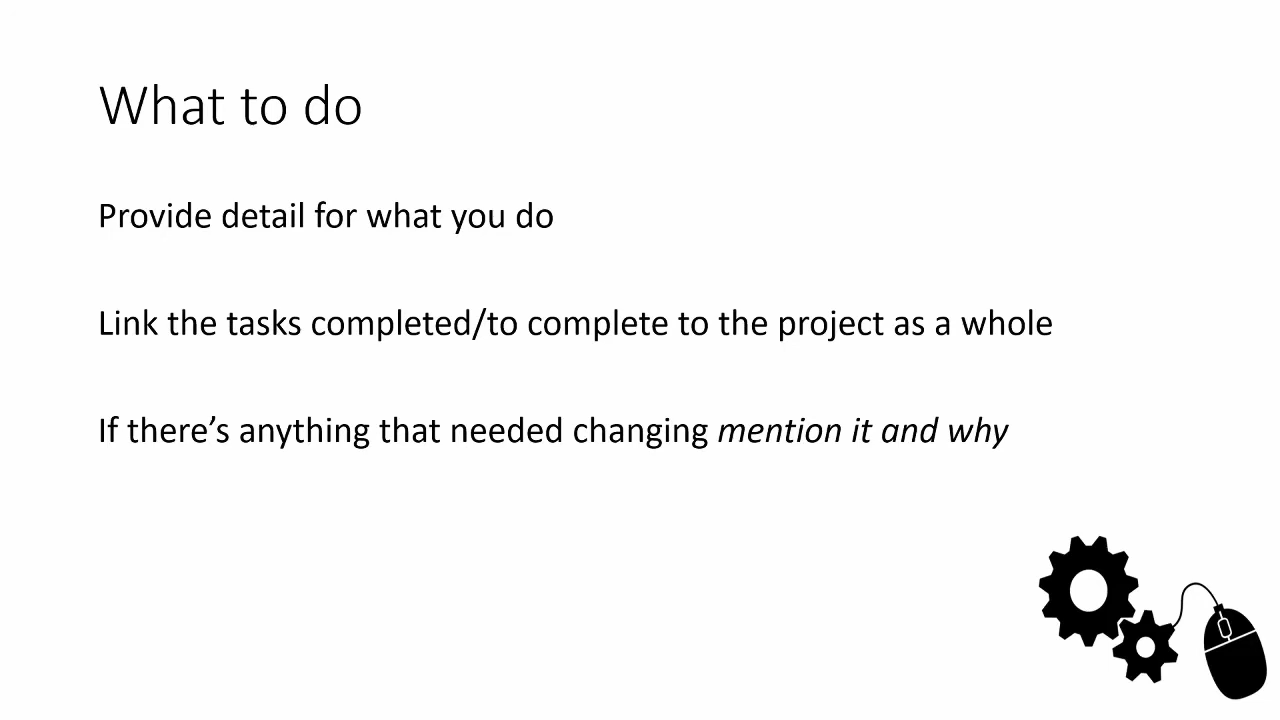 What to do
Provide detail for what you do
Link the tasks completed/to complete to the project as a whole
If there’s anything that needed changing mention it and why